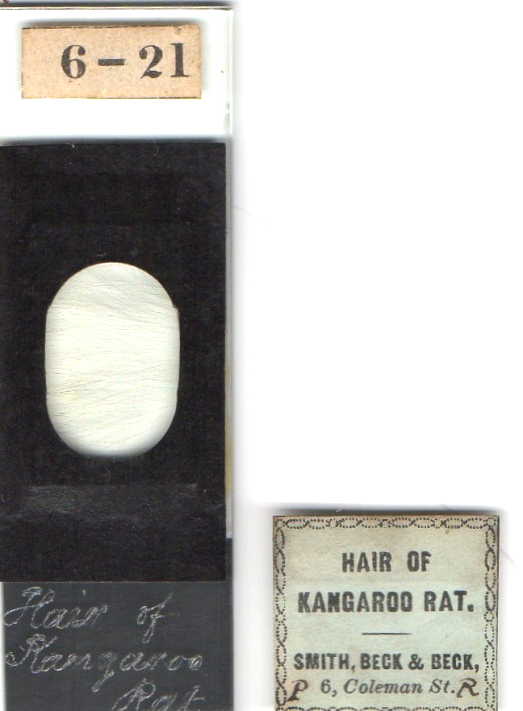 6-21
Hair of
Kangaroo
Rat
HAIR OF
KANGAROO RAT.
SMITH, BECK & BECK,
P 6, Coleman St. R